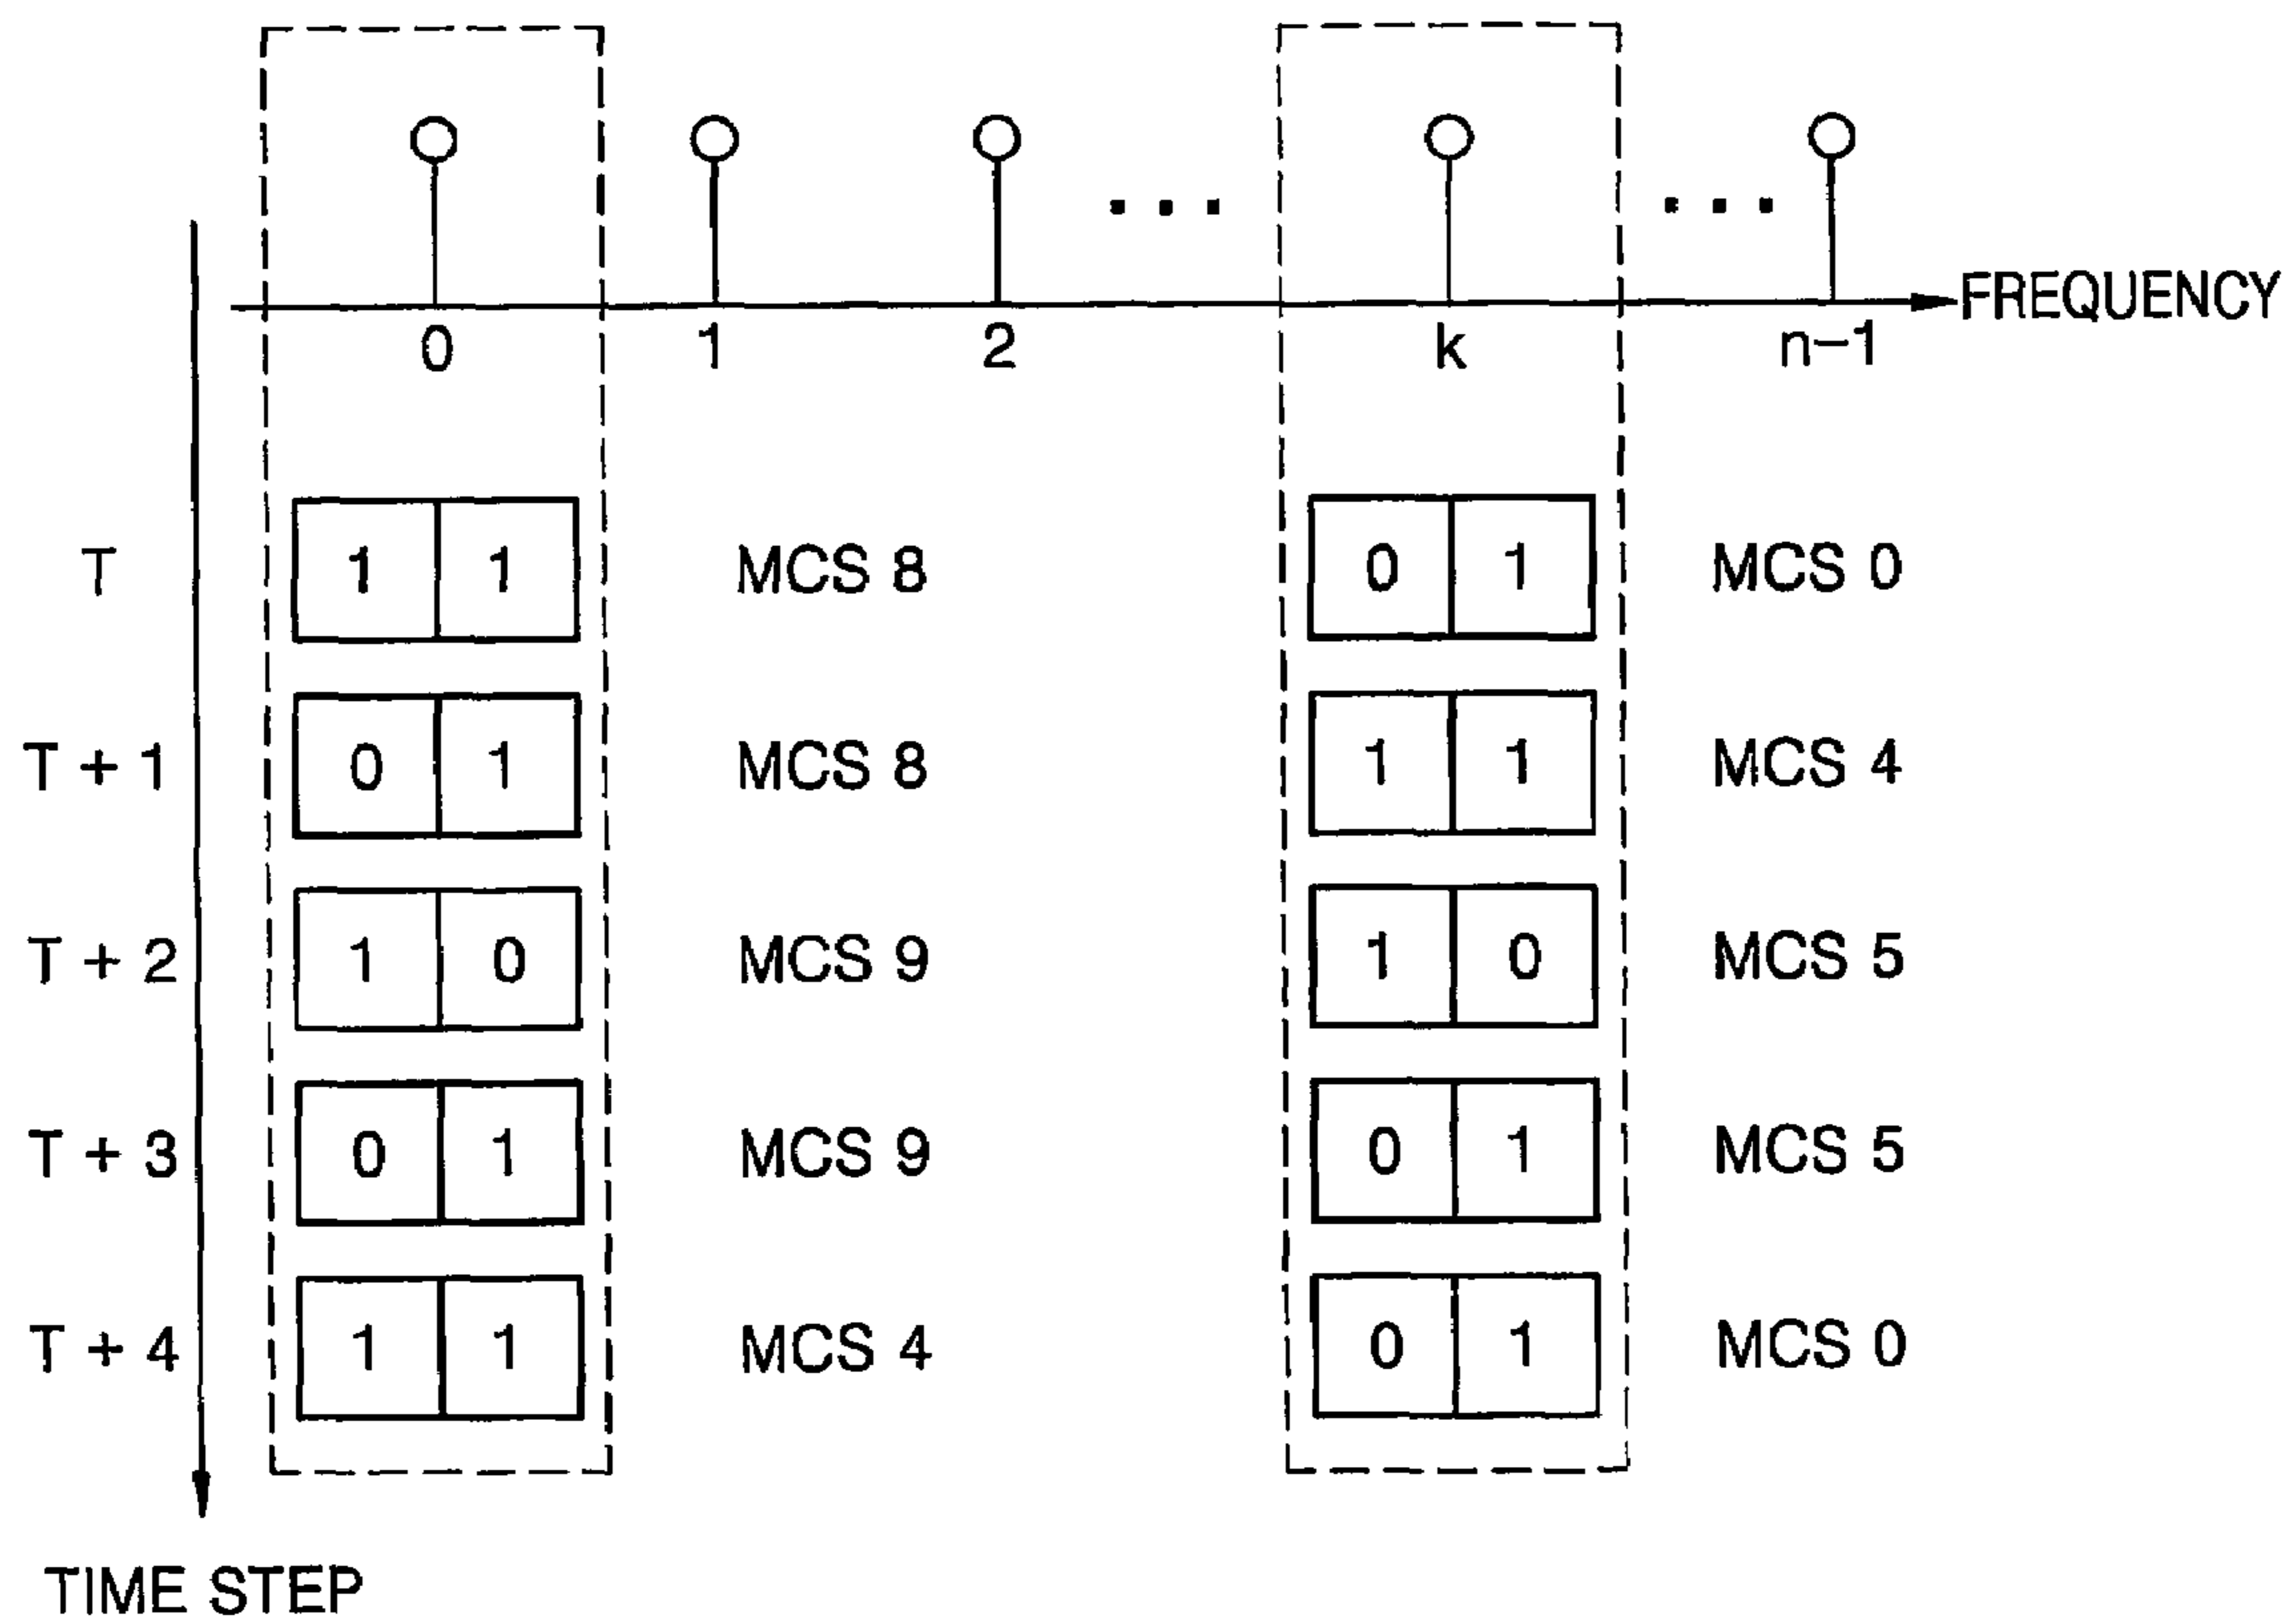 FREQUENCY
0 1 2 ... k ... n-1
T 1 1 MCS 8 0 1 MCS 0
T + 1 0 1 MCS 8 1 1 MCS 4
T + 2 1 0 MCS 9 1 0 MCS 5
T + 3 0 1 MCS 9 0 1 MCS 5
T + 4 1 1 MCS 4 0 1 MCS 0
TIME STEP